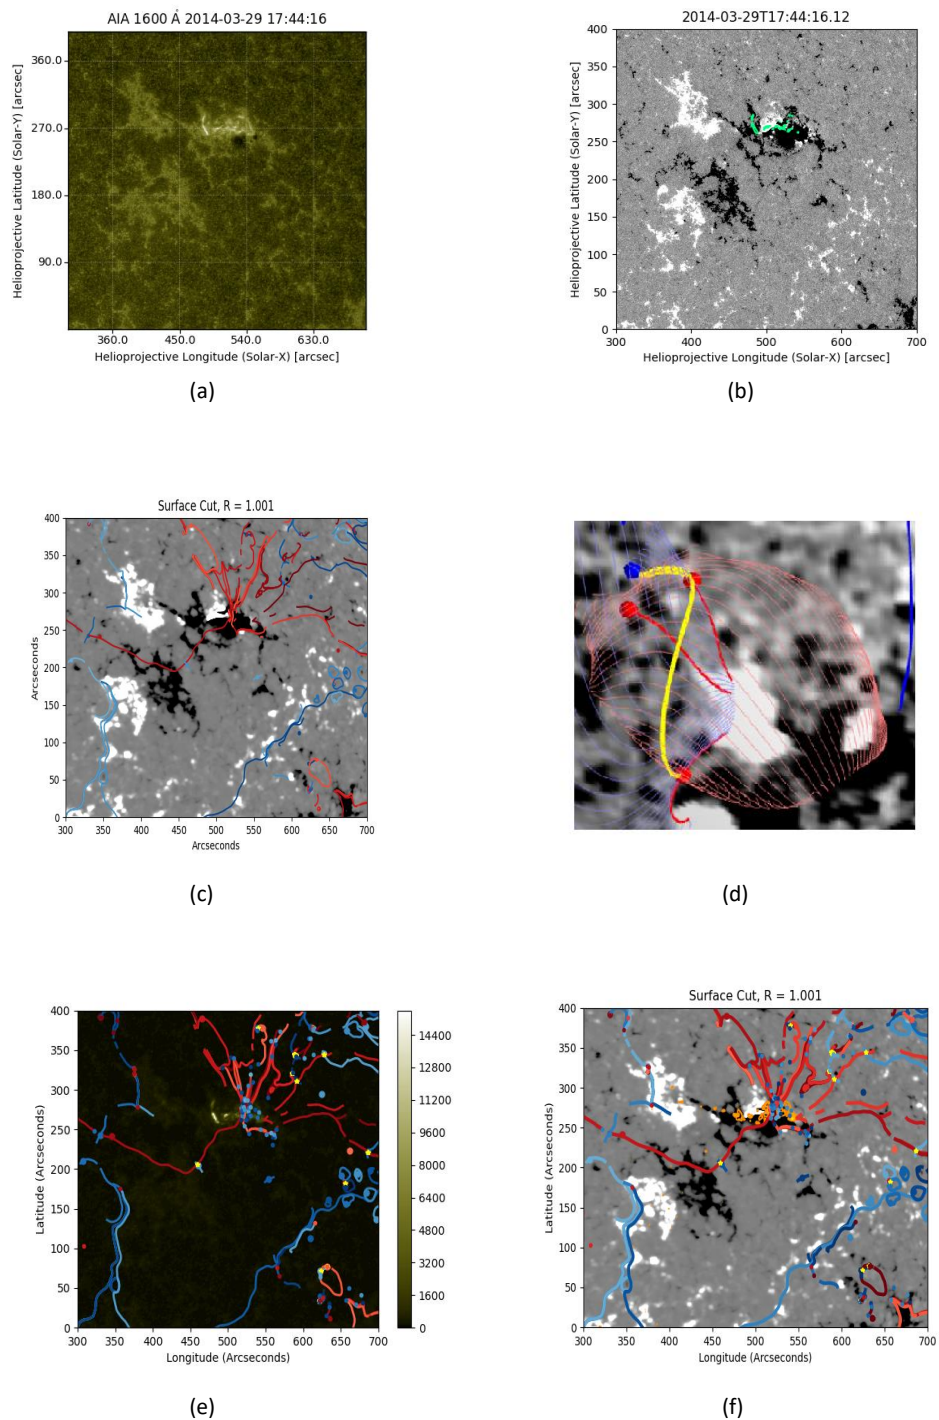 AIA 1600 Å 2014-03-29 17:44:16
360.0
270.0
180.0
90.0
360.0 450.0 540.0 630.0
Helioprojective Latitude (Solar-Y) [arcsec]
Helioprojective Longitude (Solar-X) [arcsec]
(a)
2014-03-29T17:44:16.12
400
350
300
250
200
150
100
50
0
300 400 500 600 700
Helioprojective Latitude (Solar-Y) [arcsec]
Helioprojective Longitude (Solar-X) [arcsec]
(b)
Surface Cut, R = 1.001
400
350
300
250
200
150
100
50
0
300 350 400 450 500 550 600 650 700
Arcseconds
Arcseconds
(c)
(d)
400
350
300
250
200
150
100
50
0
300 350 400 450 500 550 600 650 700
Latitude (Arcseconds)
Longitude (Arcseconds)
14400
12800
11200
9600
8000
6400
4800
3200
1600
0
(e)
Surface Cut, R = 1.001
400
350
300
250
200
150
100
50
0
300 350 400 450 500 550 600 650 700
Latitude (Arcseconds)
Longitude (Arcseconds)
(f)